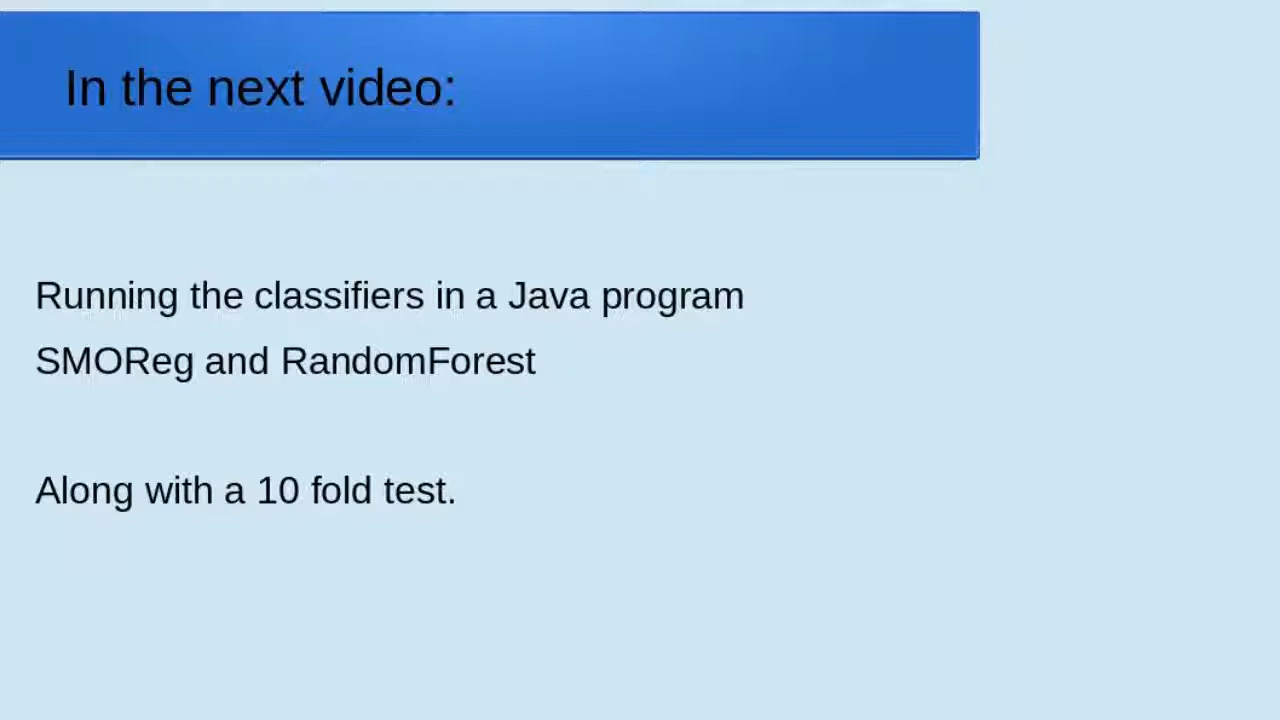 In the next video:
Running the classifiers in a Java program
SMOReg and RandomForest
Along with a 10 fold test.